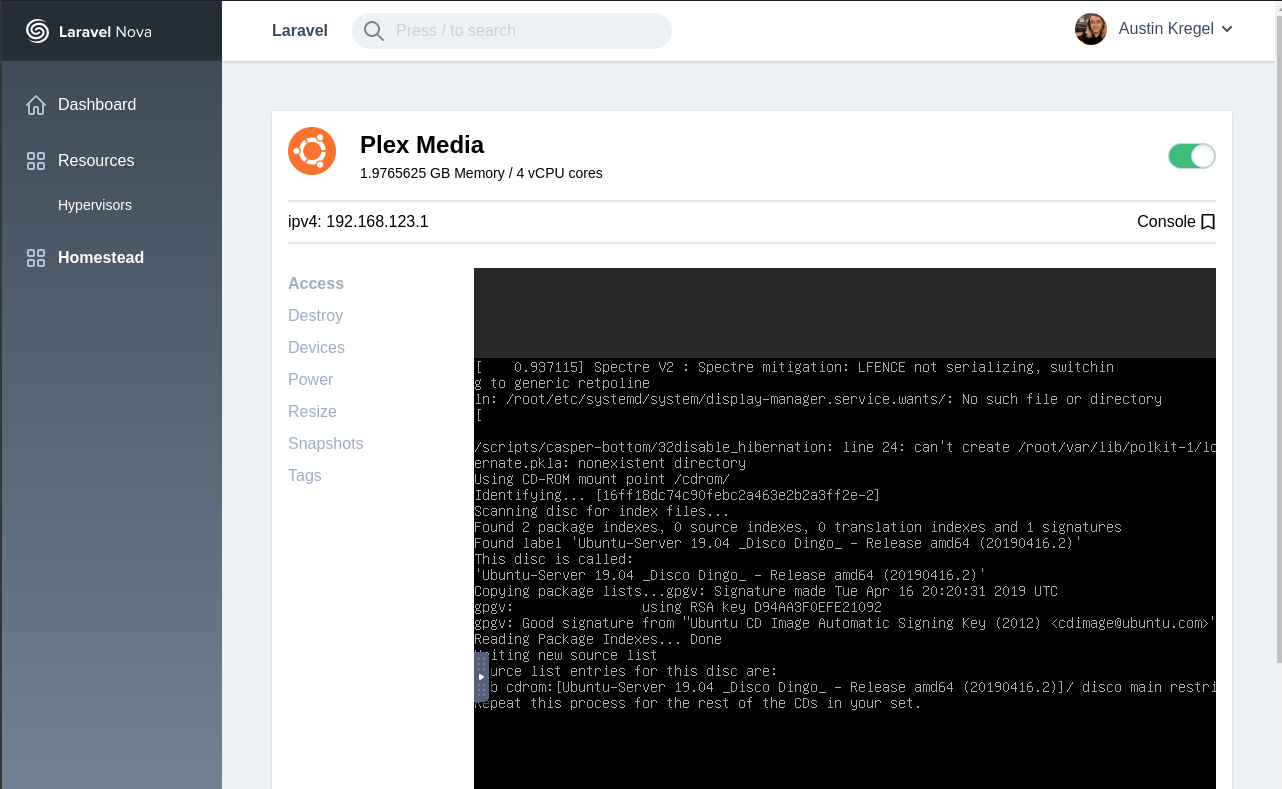 Laravel Nova
Laravel
Press / to search
Austin Kregel
Dashboard
Resources
Hypervisors
Homestead
Plex Media
1.9765625 GB Memory / 4 vCPU cores
ipv4: 192.168.123.1
Console
Access
Destroy
Devices
Power
Resize
Snapshots
Tags
[    0.937115] Spectre V2 : Spectre mitigation: LFENCE not serializing, switchin
g to generic retpoline
ln: /root/etc/systemd/system/display-manager.service.wants/: No such file or directory
[
/scripts/casper-bottom/32disable_hibernation: line 24: can't create /root/var/lib/polkit-1/lo
ernate.pkla: nonexistent directory
Using CD-ROM mount point /cdrom/
Identifying... [16ff18dc74c90febc2a463e2b2a3ff2e-2]
Scanning disc for index files...
Found 2 package indexes, 0 source indexes, 0 translation indexes and 1 signatures
Found label 'Ubuntu-Server 19.04 _Disco Dingo_ - Release amd64 (20190416.2)'
This disc is called:
'Ubuntu-Server 19.04 _Disco Dingo_ - Release amd64 (20190416.2)'
Copying package lists...gpgv: Signature made Tue Apr 16 20:20:31 2019 UTC
gpgv:                using RSA key D94AA3F0EFE21092
gpgv: Good signature from "Ubuntu CD Image Automatic Signing Key (2012) <cdimage@ubuntu.com>"
Reading Package Indexes... Done
Writing new source list
urce list entries for this disc are:
b cdrom:[Ubuntu-Server 19.04 _Disco Dingo_ - Release amd64 (20190416.2)]/ disco main restri
Repeat this process for the rest of the CDs in your set.